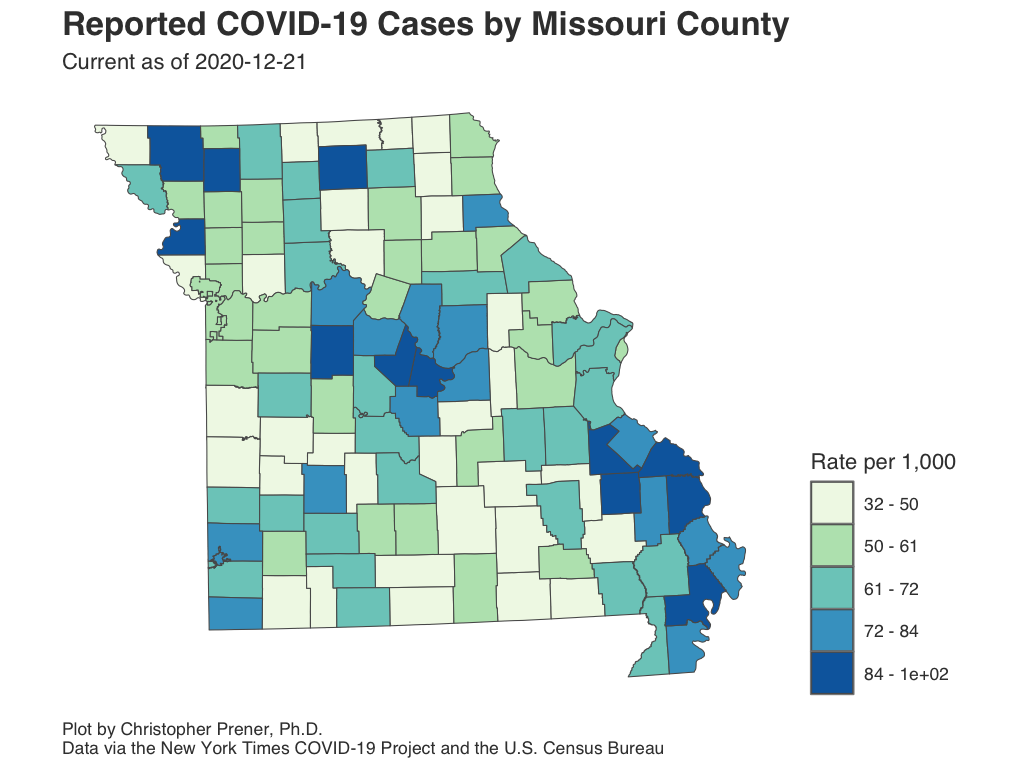 Reported COVID-19 Cases by Missouri County
Current as of 2020-12-21
Rate per 1,000
32 - 50
50 - 61
61 - 72
72 - 84
84 - 1e+02
Plot by Christopher Prener, Ph.D.
Data via the New York Times COVID-19 Project and the U.S. Census Bureau